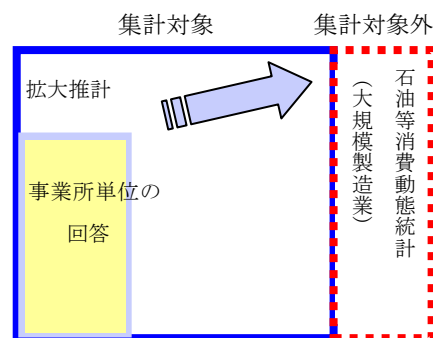 集計対象
集計対象外
拡大推計
事業所単位の
回答
石油等消費動態統計
（大規模製造業）